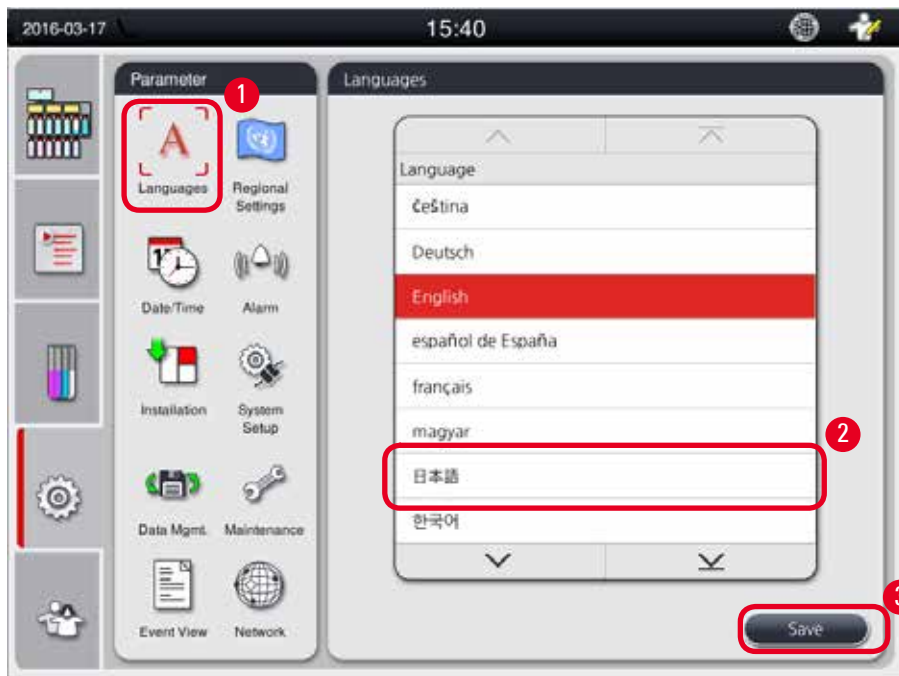 2016-03-17
15:40
Parameter
1
Languages
A
Languages
Regional
Settings
Date/Time
Alarm
Installation
System
Setup
Data Mgmt.
Maintenance
Event View
Network
Language
čeština
Deutsch
English
español de España
français
magyar
2
日本語
한국어
3
Save